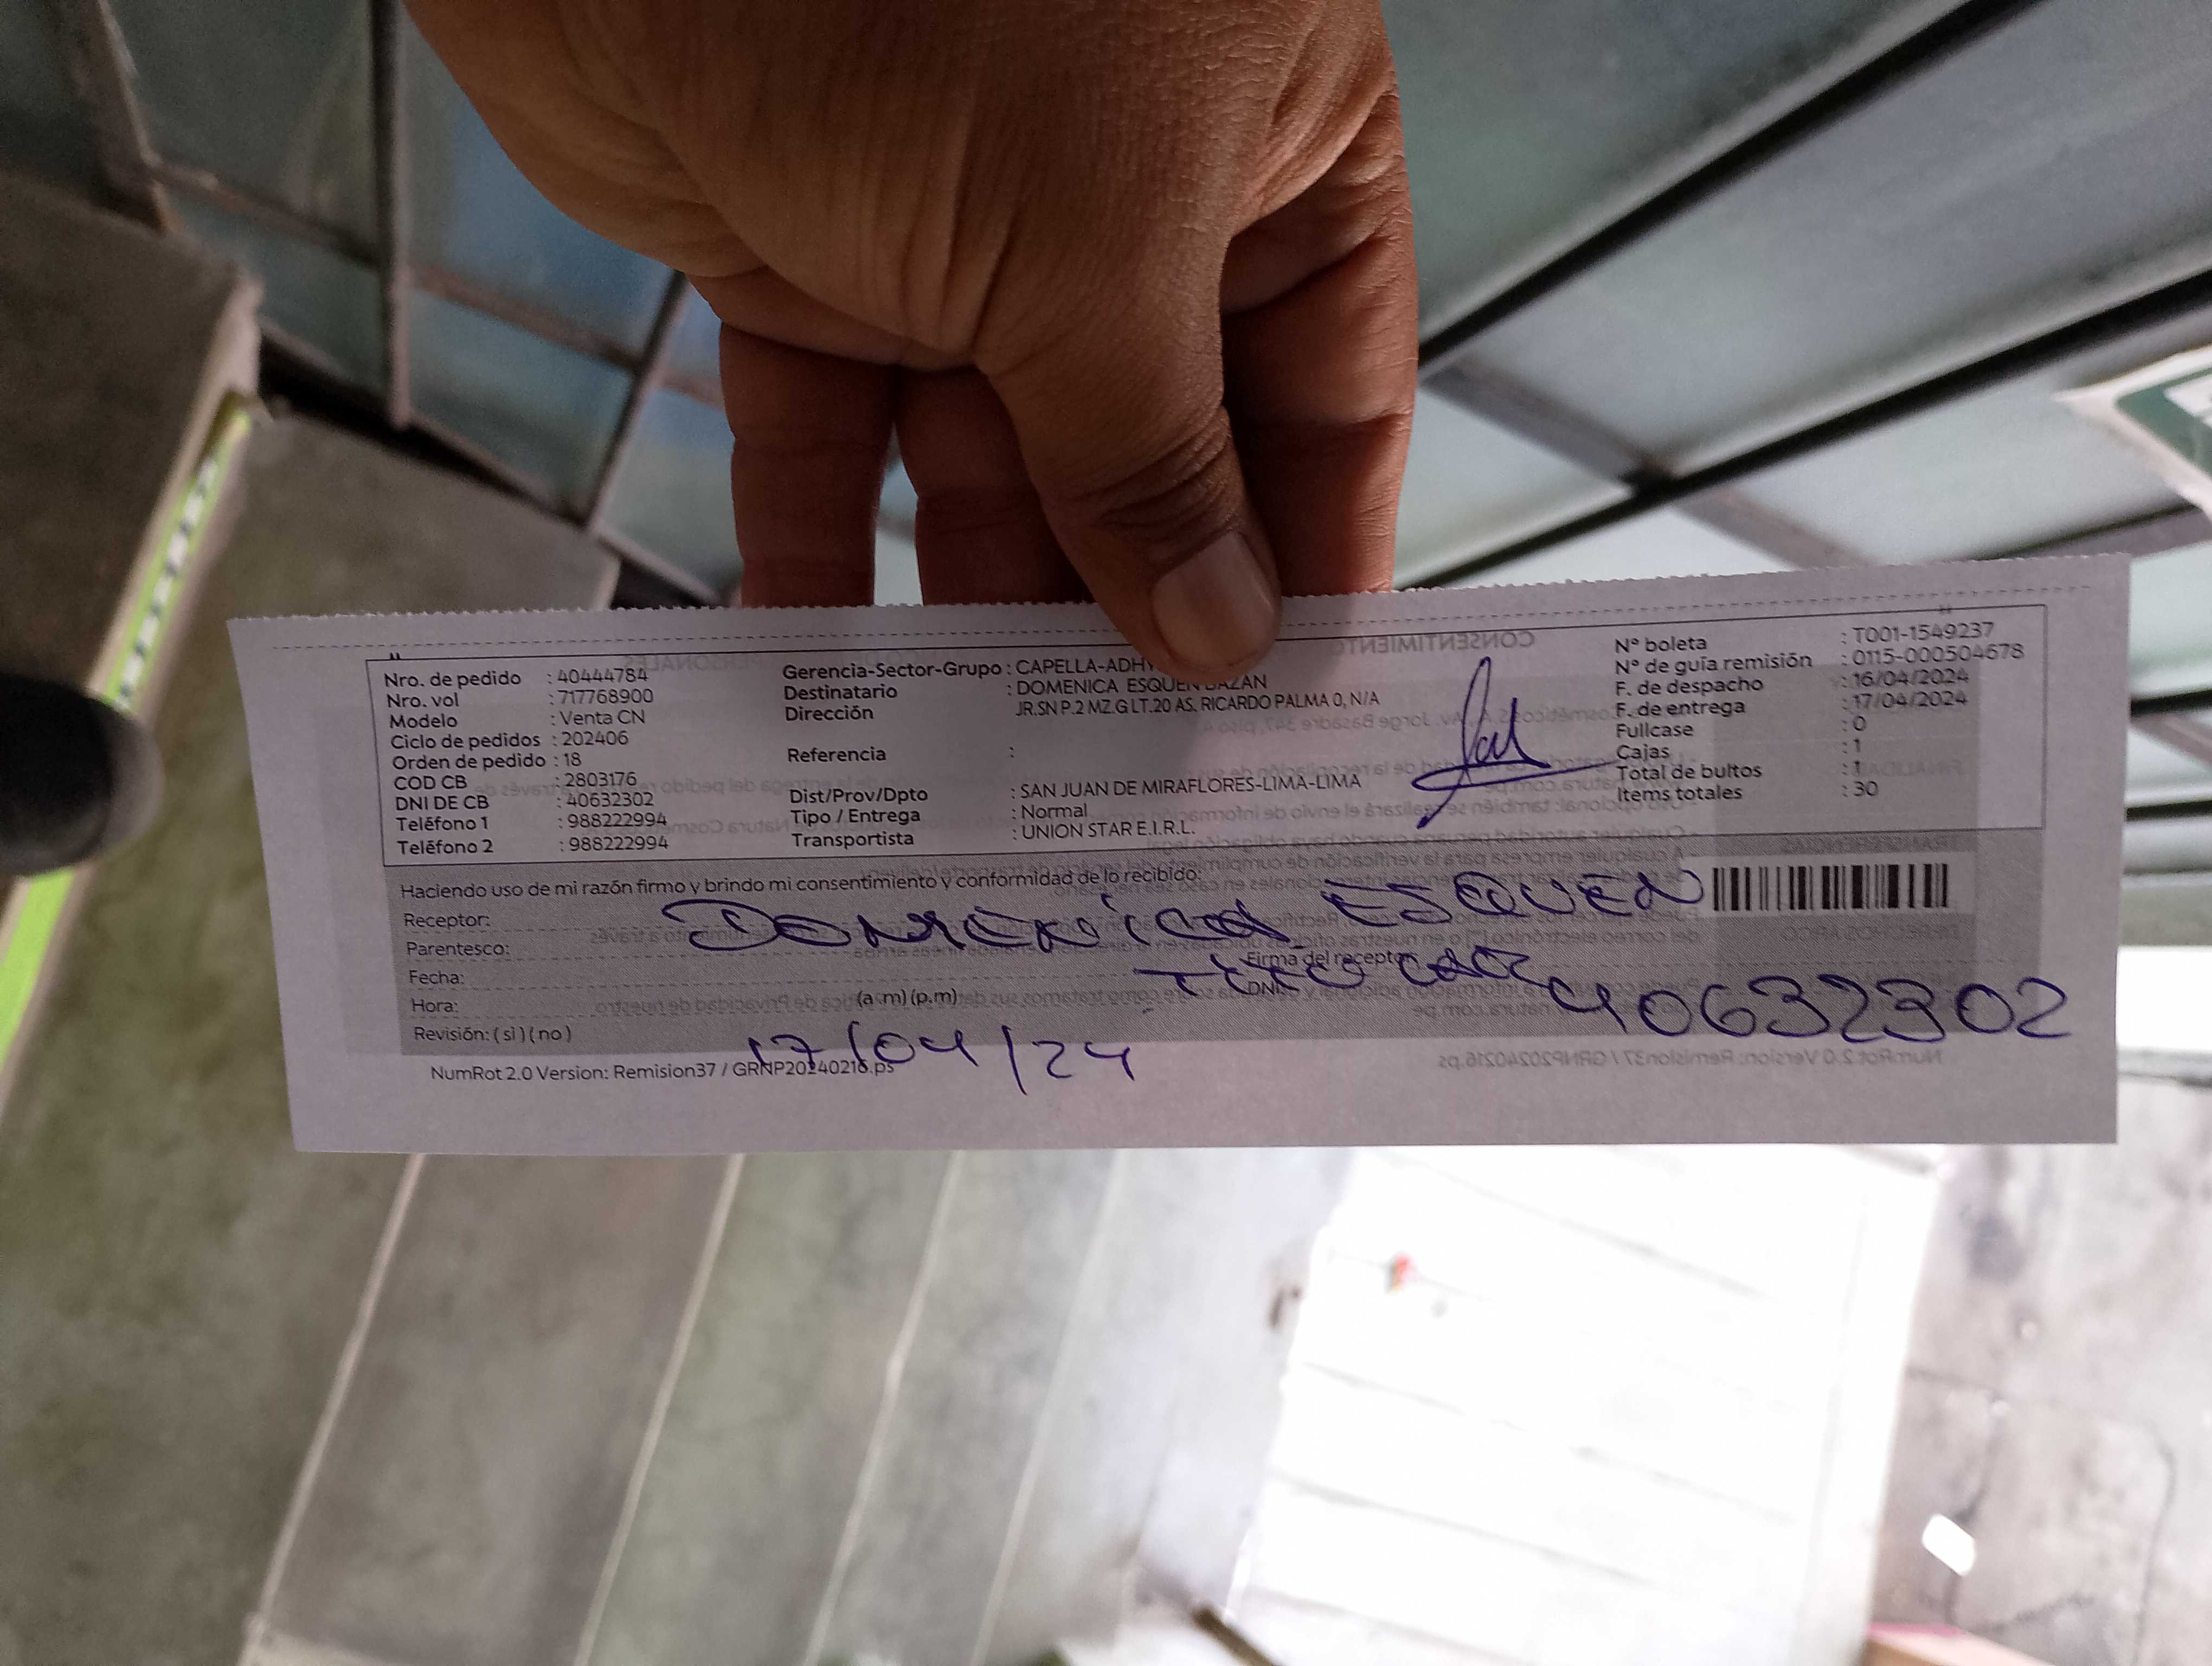 Nro. de pedido : 40444784
Nro. vol : 717768900
Modelo : Venta CN
Ciclo de pedidos : 202406
Orden de pedido : 18
COD CB : 2803176
DNI DE CB : 40632302
Teléfono 1 : 988222994
Teléfono 2 : 988222994
Gerencia-Sector-Grupo : CAPELLA-ADHY
Destinatario : DOMENICA ESQUEN BAZAN
Dirección : JR.SN P.2 MZ.G LT.20 AS. RICARDO PALMA 0, N/A
Referencia :
Dist/Prov/Dpto : SAN JUAN DE MIRAFLORES-LIMA-LIMA
Tipo / Entrega : Normal
Transportista : UNION STAR E.I.R.L.
Nº boleta : T001-1549237
Nº de guía remisión : 0115-000504678
F. de despacho : 16/04/2024
F. de entrega : 17/04/2024
Fullcase : 0
Cajas : 1
Total de bultos : 1
Items totales : 30
Haciendo uso de mi razón firmo y brindo mi consentimiento y conformidad de lo recibido:
Receptor: DOMENICA ESQUEN
Parentesco:
Firma del receptor
Fecha:
DNI 40632302
Hora: (a.m) (p.m)
Revisión: ( si ) ( no )
17/04/24
NumRot 2.0 Version: Remision37 / GRNP20240216.ps